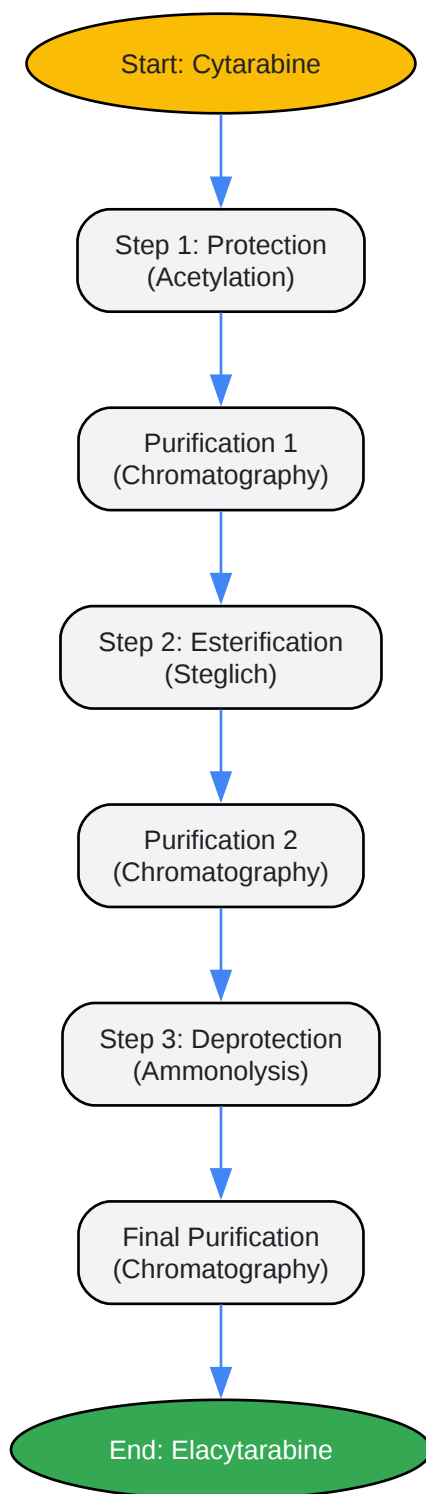 Start: Cytarabine
Step 1: Protection
(Acetylation)
Purification 1
(Chromatography)
Step 2: Esterification
(Steglich)
Purification 2
(Chromatography)
Step 3: Deprotection
(Ammonolysis)
Final Purification
(Chromatography)
End: Elacytarabine